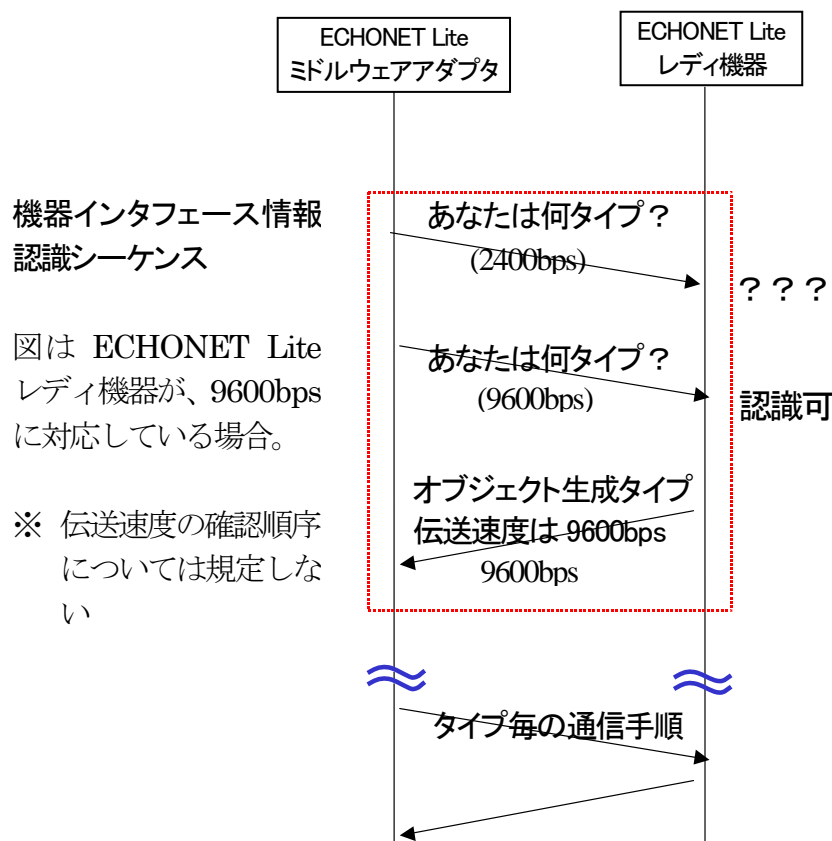 ECHONET Lite
ミドルウェアアダプタ
ECHONET Lite
レディ機器
機器インタフェース情報
認識シーケンス
図は ECHONET Lite
レディ機器が、9600bps
に対応している場合。
※ 伝送速度の確認順序
については規定しな
い
あなたは何タイプ？
(2400bps)
？？？
あなたは何タイプ？
(9600bps)
認識可
オブジェクト生成タイプ
伝送速度は 9600bps
9600bps
タイプ毎の通信手順